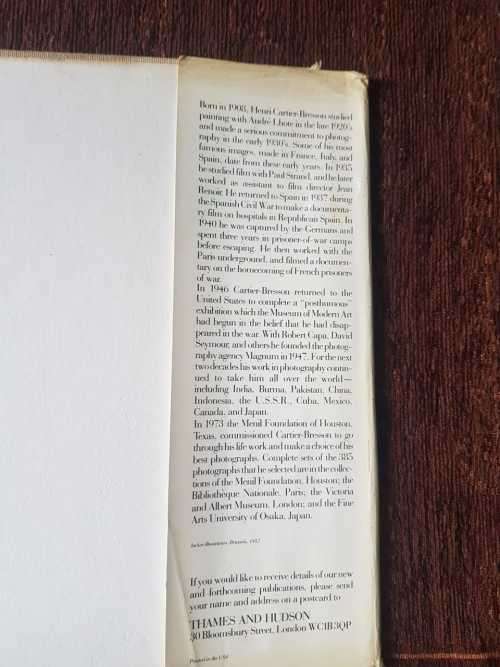 Born in 1908, Henri Cartier-Bresson studied
painting with André Lhote in the late 1920's
and made a serious commitment to photog-
raphy in the early 1930's. Some of his most
famous images, made in France, Italy, and
Spain, date from these early years. In 1935
he studied film with Paul Strand, and he later
worked as assistant to film director Jean
Renoir. He returned to Spain in 1937 during
the Spanish Civil War to make a documenta-
ry film on hospitals in Republican Spain. In
1940 he was captured by the Germans and
spent three years in prisoner-of-war camps
before escaping. He then worked with the
Paris underground, and filmed a documen-
tary on the homecoming of French prisoners
of war.
In 1946 Cartier-Bresson returned to the
United States to complete a "posthumous"
exhibition which the Museum of Modern Art
had begun in the belief that he had disap-
peared in the war. With Robert Capa, David
Seymour, and others he founded the photog-
raphy agency Magnum in 1947. For the next
two decades his work in photography contin-
ued to take him all over the world—
including India, Burma, Pakistan, China,
Indonesia, the U.S.S.R., Cuba, Mexico,
Canada, and Japan.
In 1973 the Menil Foundation of Houston,
Texas, commissioned Cartier-Bresson to go
through his life work and make a choice of his
best photographs. Complete sets of the 385
photographs that he selected are in the collec-
tions of the Menil Foundation, Houston; the
Bibliothèque Nationale, Paris; the Victoria
and Albert Museum, London; and the Fine
Arts University of Osaka, Japan.
Jacket illustration: Brussels, 1932
If you would like to receive details of our new
and forthcoming publications, please send
your name and address on a postcard to
THAMES AND HUDSON
30 Bloomsbury Street, London WC1B 3QP
Printed in the USA